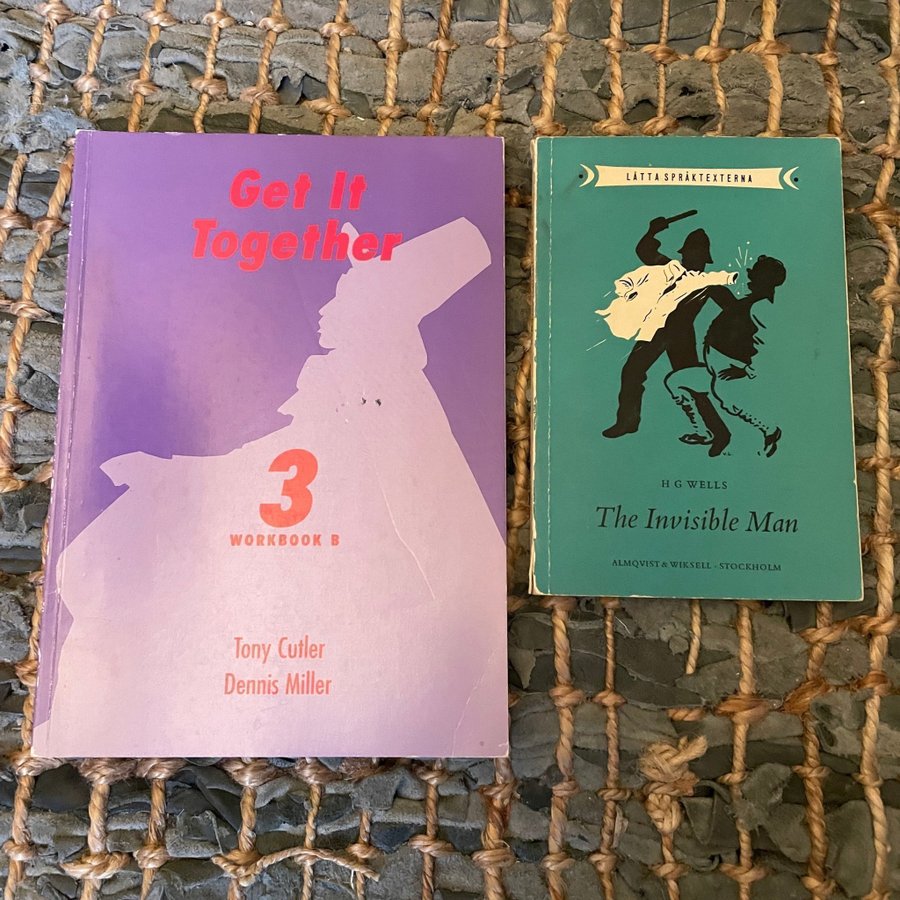 Get It
Together
3
WORKBOOK B
Tony Cutler
Dennis Miller
LÄTTA SPRÅKTEXTERNA
H G WELLS
The Invisible Man
ALMQVIST & WIKSELL · STOCKHOLM